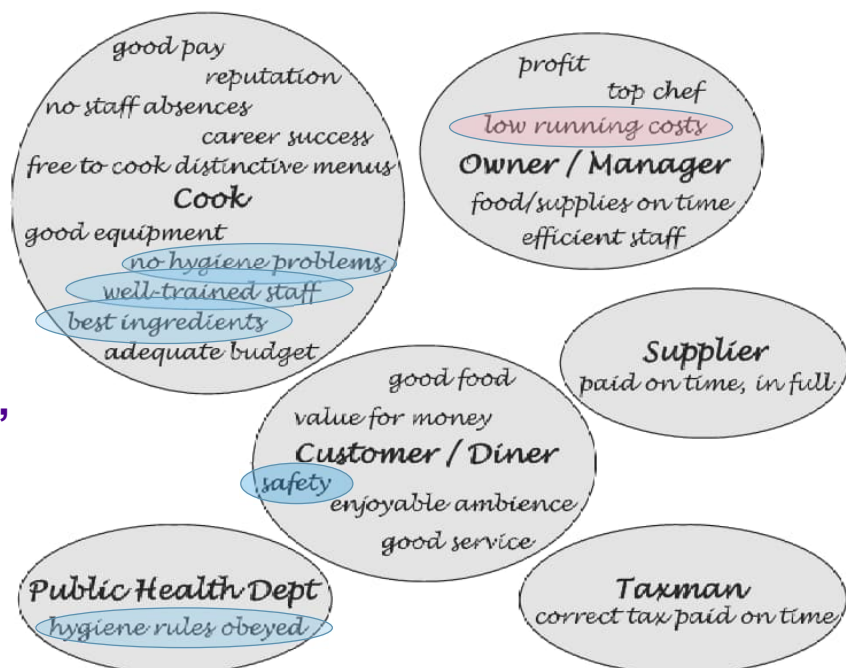 good pay
reputation
no staff absences
career success
free to cook distinctive menus
Cook
good equipment
no hygiene problems
well-trained staff
best ingredients
adequate budget
profit
top chef
low running costs
Owner / Manager
food/supplies on time
efficient staff
Supplier
paid on time, in full
,
good food
value for money
Customer / Diner
safety
enjoyable ambience
good service
Public Health Dept
hygiene rules obeyed
Taxman
correct tax paid on time